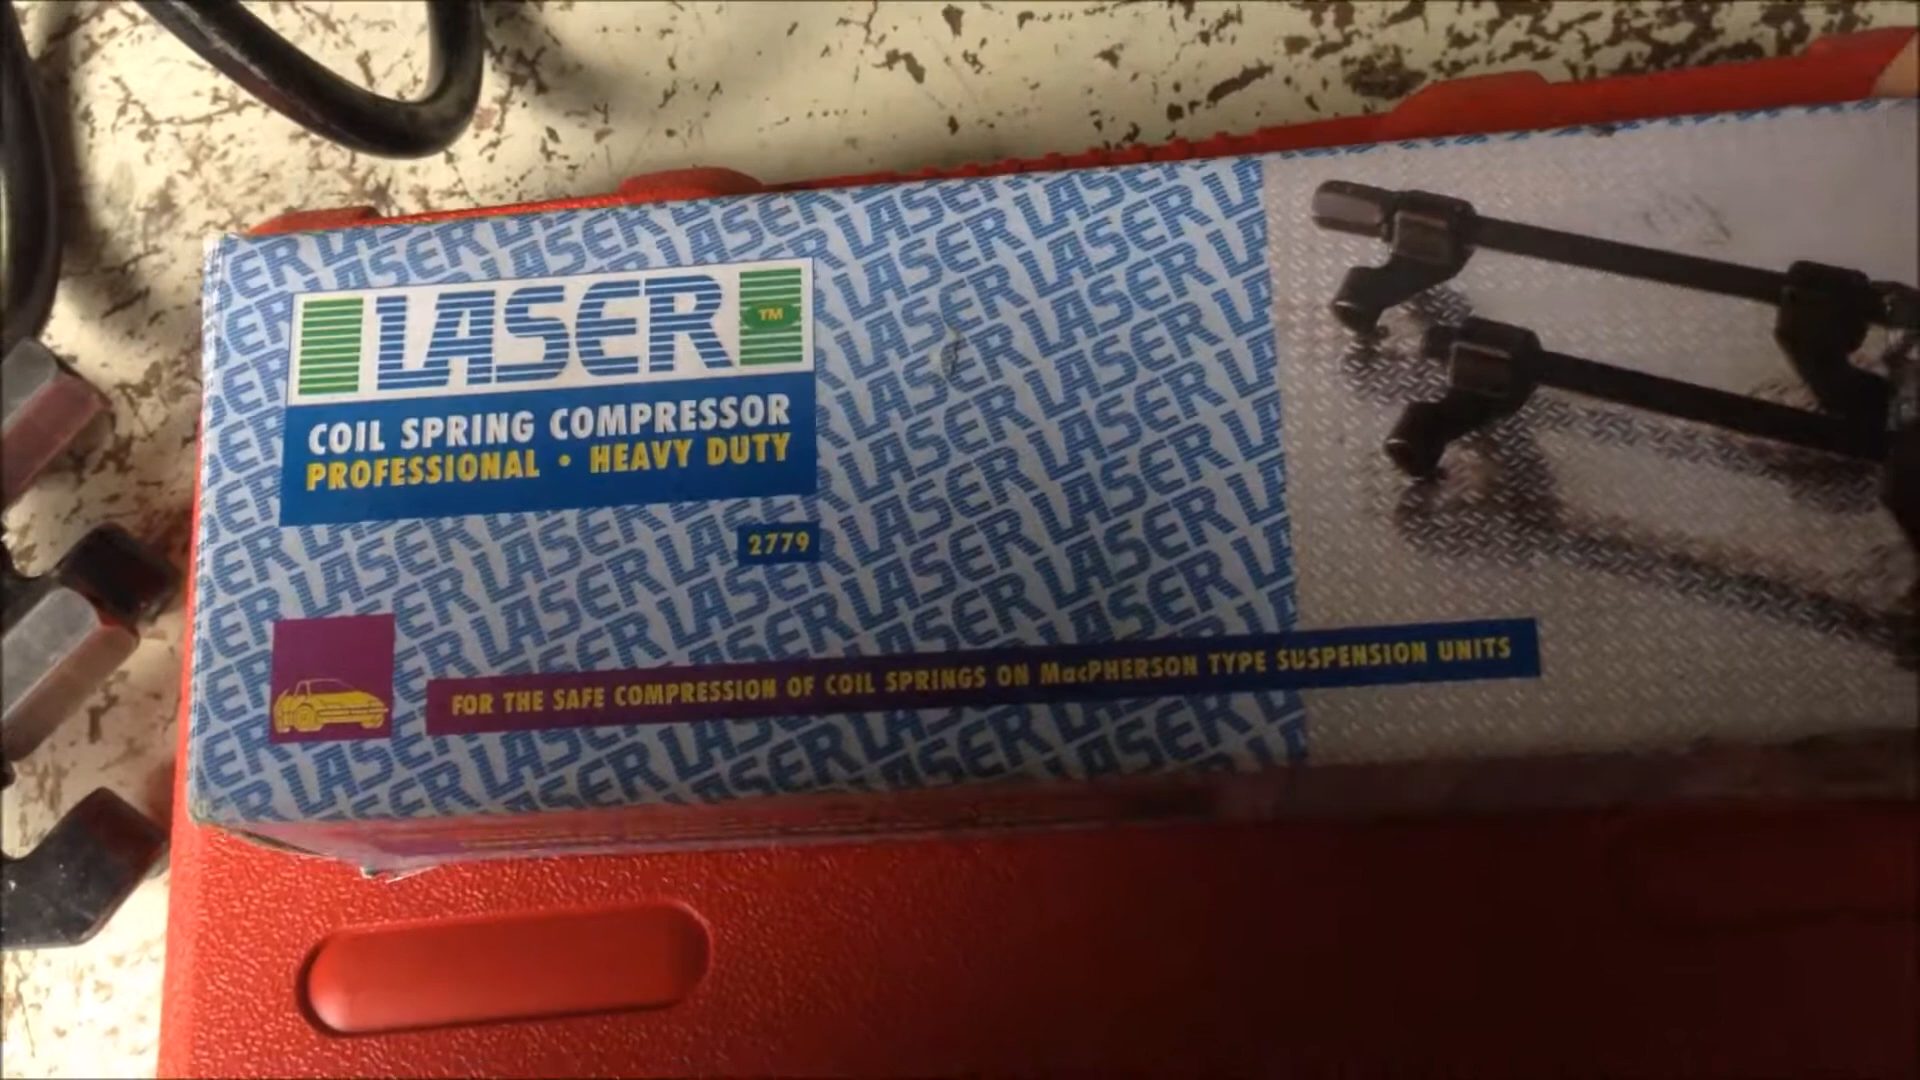 LASER TM
COIL SPRING COMPRESSOR
PROFESSIONAL • HEAVY DUTY
2779
FOR THE SAFE COMPRESSION OF COIL SPRINGS ON MacPHERSON TYPE SUSPENSION UNITS